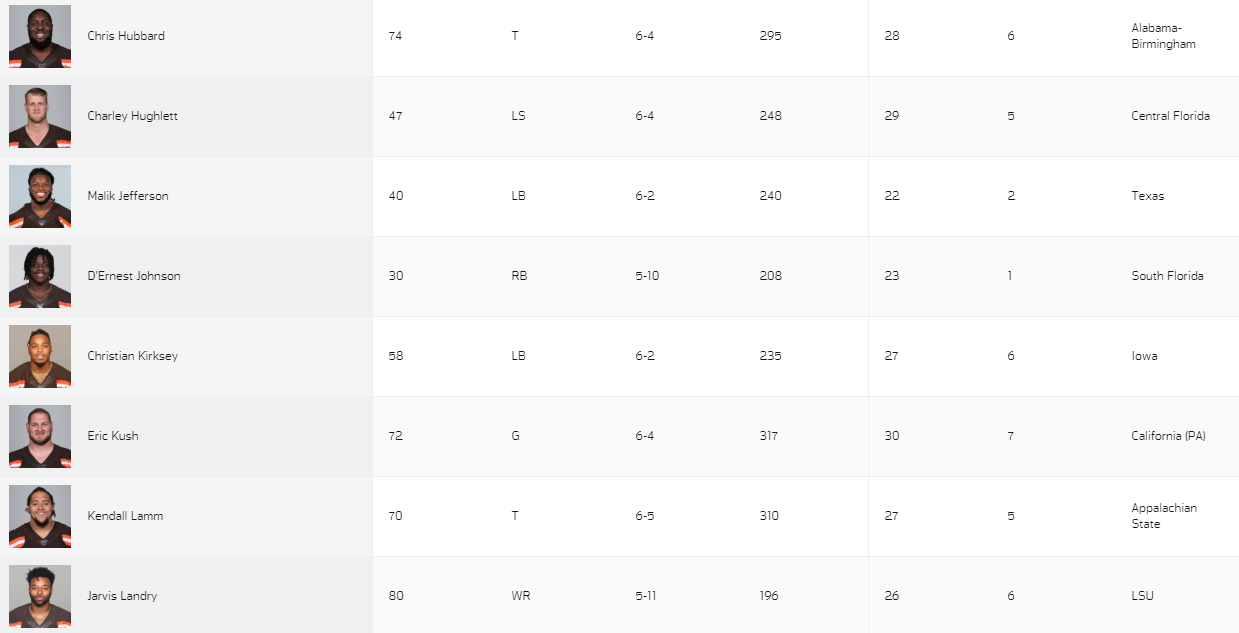 Chris Hubbard 74 T 6-4 295 28 6 Alabama-
Birmingham
Charley Hughlett 47 LS 6-4 248 29 5 Central Florida
Malik Jefferson 40 LB 6-2 240 22 2 Texas
D'Ernest Johnson 30 RB 5-10 208 23 1 South Florida
Christian Kirksey 58 LB 6-2 235 27 6 Iowa
Eric Kush 72 G 6-4 317 30 7 California (PA)
Kendall Lamm 70 T 6-5 310 27 5 Appalachian
State
Jarvis Landry 80 WR 5-11 196 26 6 LSU